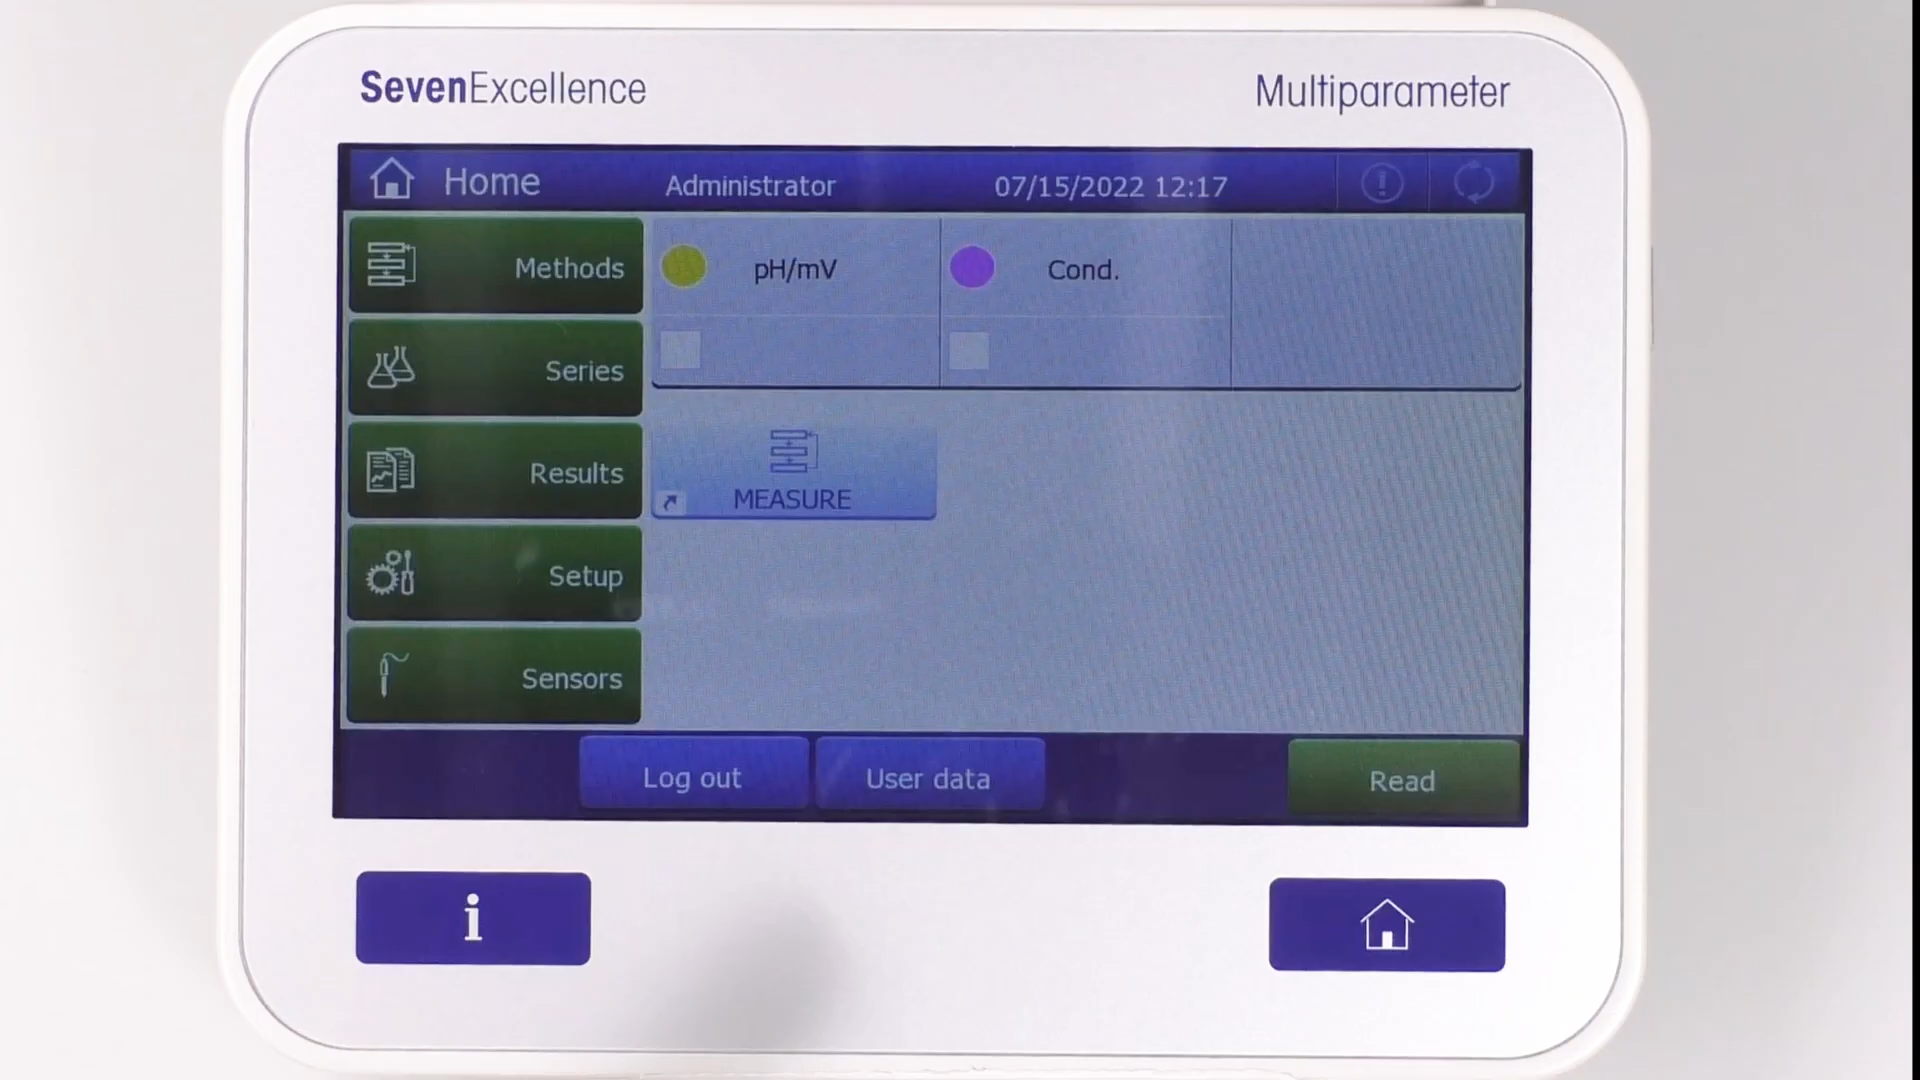 SevenExcellence
Multiparameter
Home
Administrator
07/15/2022 12:17
Methods
pH/mV
Cond.
Series
Results
MEASURE
Setup
Sensors
Log out
User data
Read
i